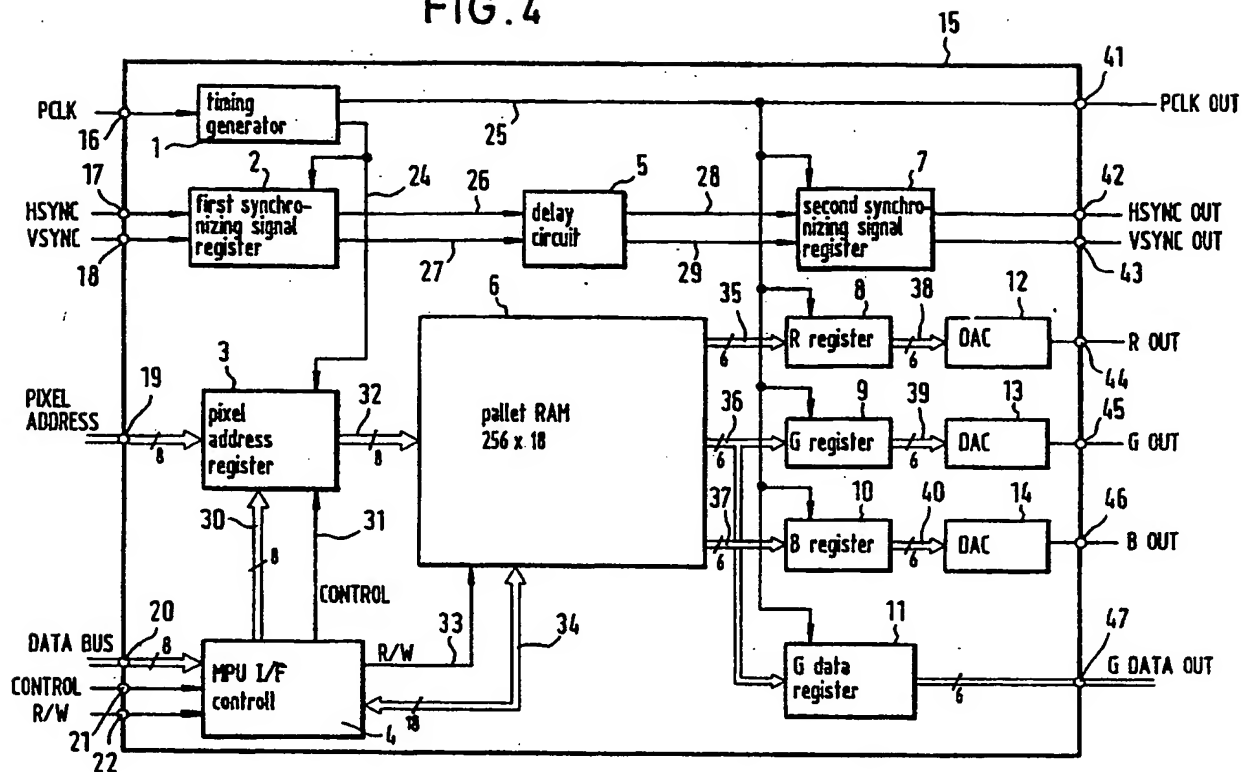 FIG. 4
15
PCLK
16
timing
generator
1
25
41
PCLK OUT
17
HSYNC
VSYNC
18
2
first synchro-
nizing signal
register
24
26
27
5
delay
circuit
28
29
7
second synchro-
nizing signal
register
42
HSYNC OUT
VSYNC OUT
43
6
pallet RAM
256 x 18
35
6
8
R register
38
6
12
DAC
R OUT
44
PIXEL
ADDRESS
19
8
3
pixel
address
register
32
8
36
6
9
G register
39
6
13
DAC
45
G OUT
30
8
31
CONTROL
37
6
10
B register
40
6
14
DAC
46
B OUT
DATA BUS
20
8
CONTROL
21
R/W
22
MPU I/F
controll
4
R/W
33
34
18
11
G data
register
6
47
G DATA OUT